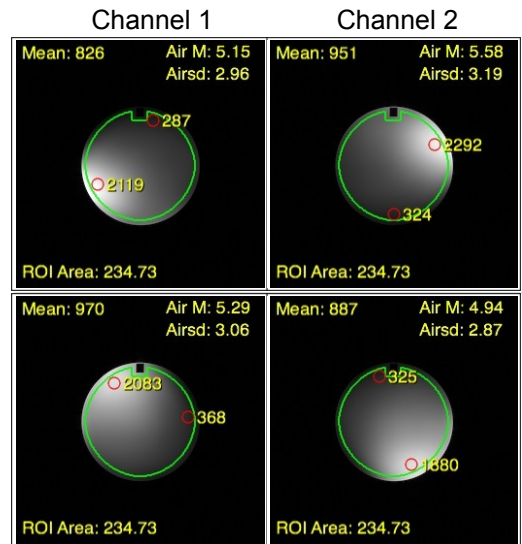 Channel 1 Channel 2
Mean: 826 Air M: 5.15
Airsd: 2.96
287
2119
ROI Area: 234.73
Mean: 951 Air M: 5.58
Airsd: 3.19
2292
324
ROI Area: 234.73
Mean: 970 Air M: 5.29
Airsd: 3.06
2083
368
ROI Area: 234.73
Mean: 887 Air M: 4.94
Airsd: 2.87
325
1880
ROI Area: 234.73